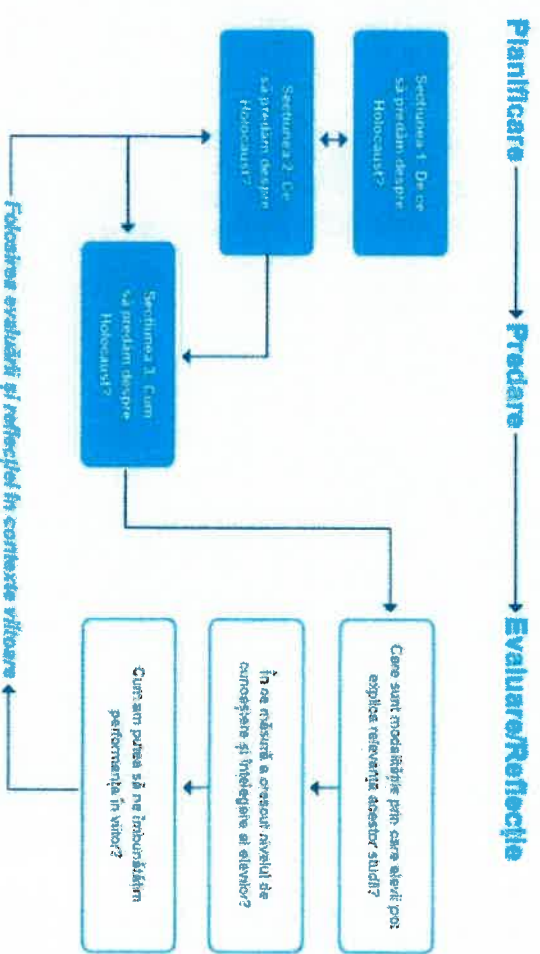 Planificare
Predare
Evaluare/Reflecție
Secțiunea 1. De ce
să predăm despre
Holocaust?
Secțiunea 2. Ce
să predăm despre
Holocaust?
Secțiunea 3. Cum
să predăm despre
Holocaust?
Care sunt modalitățile prin care elevii pot
explica relevanța acestor studii?
În ce măsură a crescut nivelul de
cunoaștere și înțelegere al elevilor?
Cum am putea să ne îmbunătățim
performanța în viitor?
Folosirea evaluării și reflecției în contexte viitoare